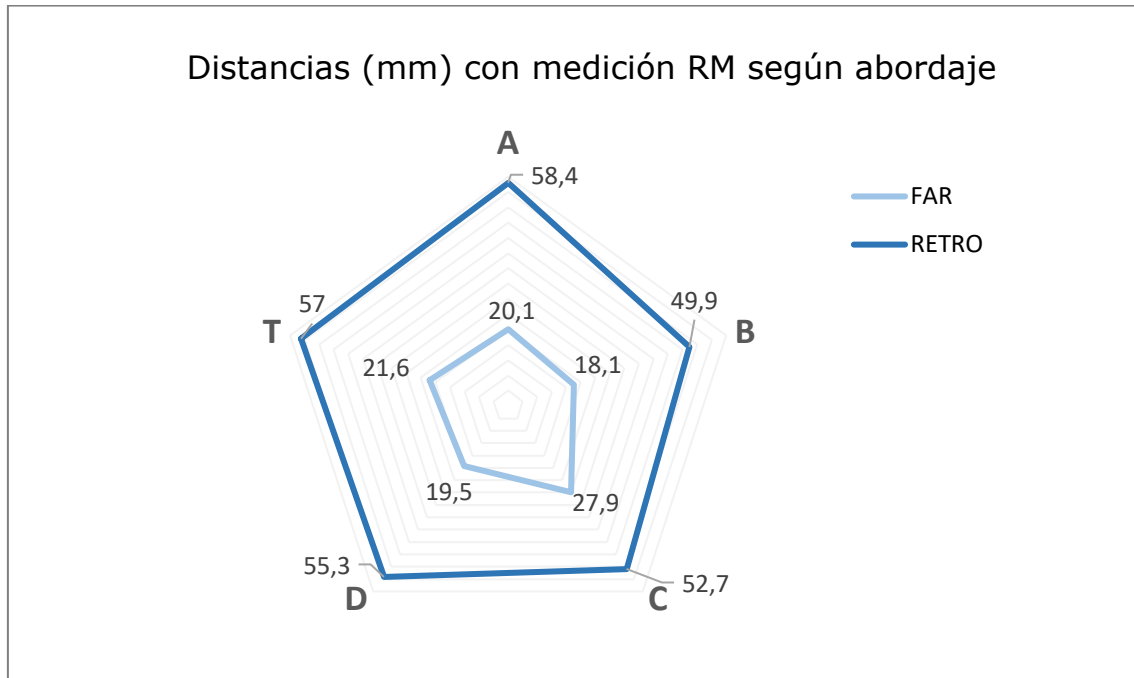 Distancias (mm) con medición RM según abordaje
A
58,4
FAR
RETRO
49,9
B
57
T
20,1
21,6
18,1
19,5
27,9
55,3
D
52,7
C